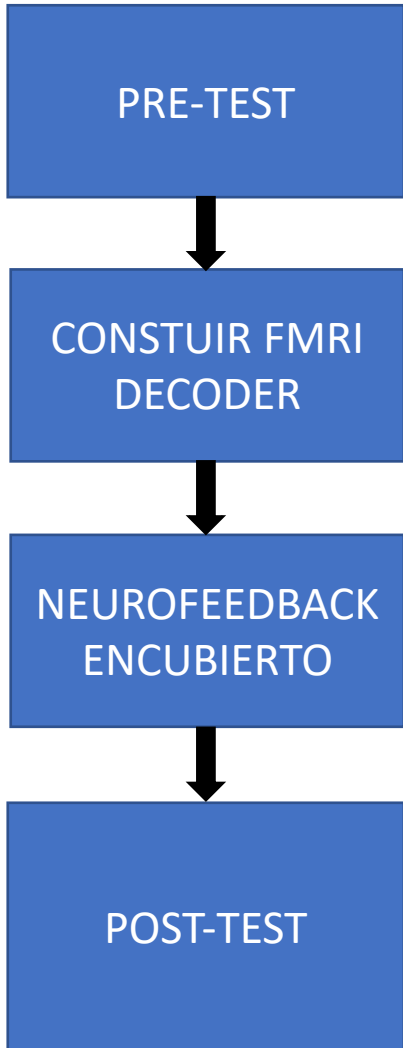 PRE-TEST
CONSTUIR FMRI
DECODER
NEUROFEEDBACK
ENCUBIERTO
POST-TEST